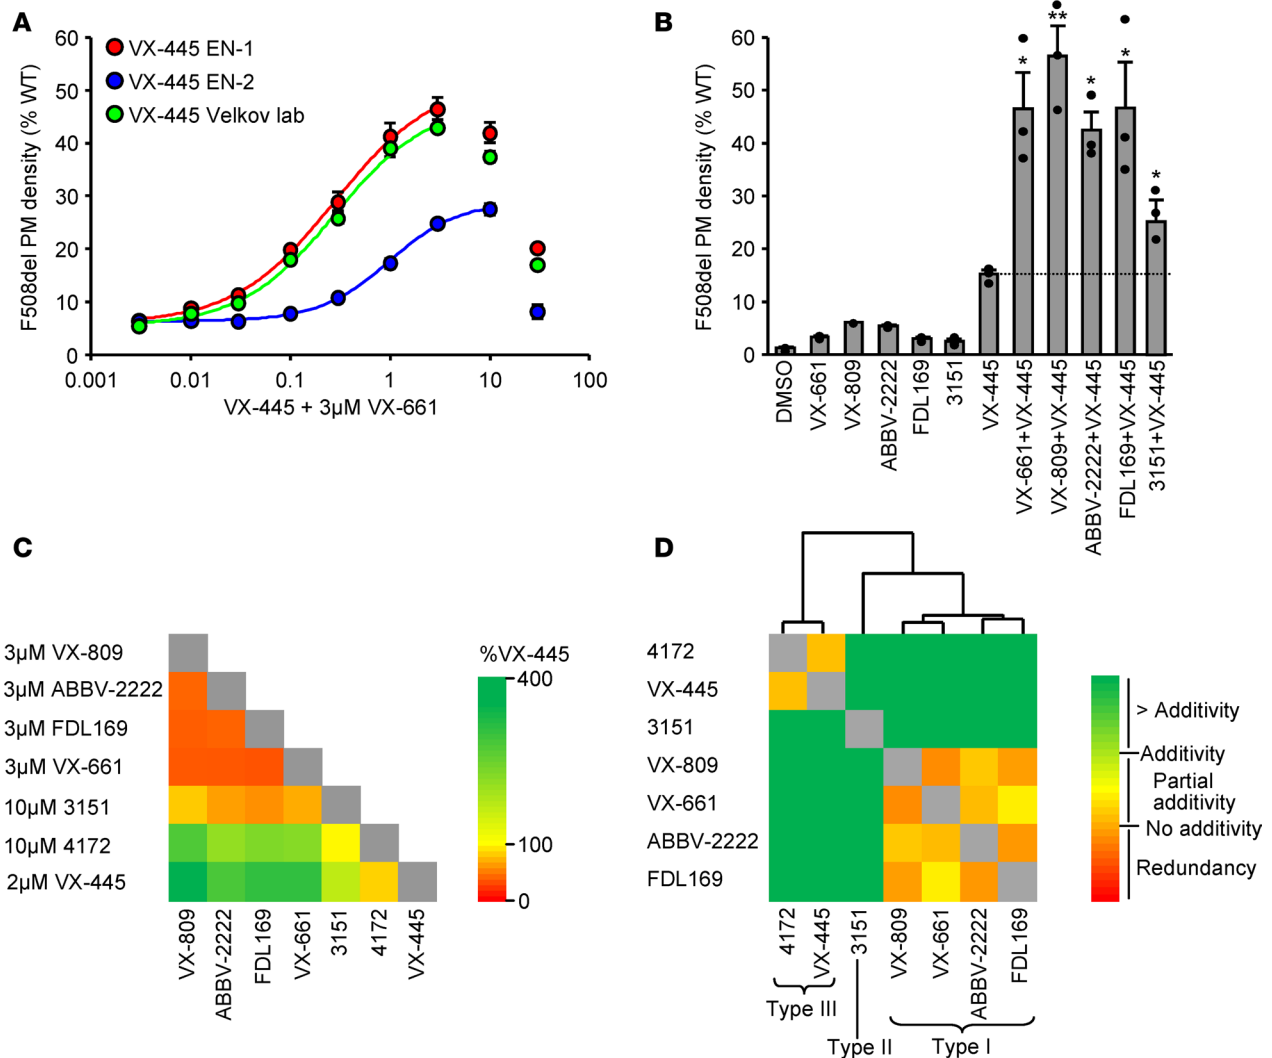 A
F508del PM density (% WT)
60
50
40
30
20
10
0
VX-445 EN-1
VX-445 EN-2
VX-445 Velkov lab
0.001
0.01
0.1
1
10
100
VX-445 + 3µM VX-661
B
F508del PM density (% WT)
60
50
40
30
20
10
0
*
**
*
*
*
DMSO
VX-661
VX-809
ABBV-2222
FDL169
3151
VX-445
VX-661+VX-445
VX-809+VX-445
ABBV-2222+VX-445
FDL169+VX-445
3151+VX-445
C
3µM VX-809
3µM ABBV-2222
3µM FDL169
3µM VX-661
10µM 3151
10µM 4172
2µM VX-445
VX-809
ABBV-2222
FDL169
VX-661
3151
4172
VX-445
%VX-445
400
100
0
D
4172
VX-445
3151
VX-809
VX-661
ABBV-2222
FDL169
4172
VX-445
3151
VX-809
VX-661
ABBV-2222
FDL169
Type III
Type II
Type I
> Additivity
Additivity
Partial
additivity
No additivity
Redundancy